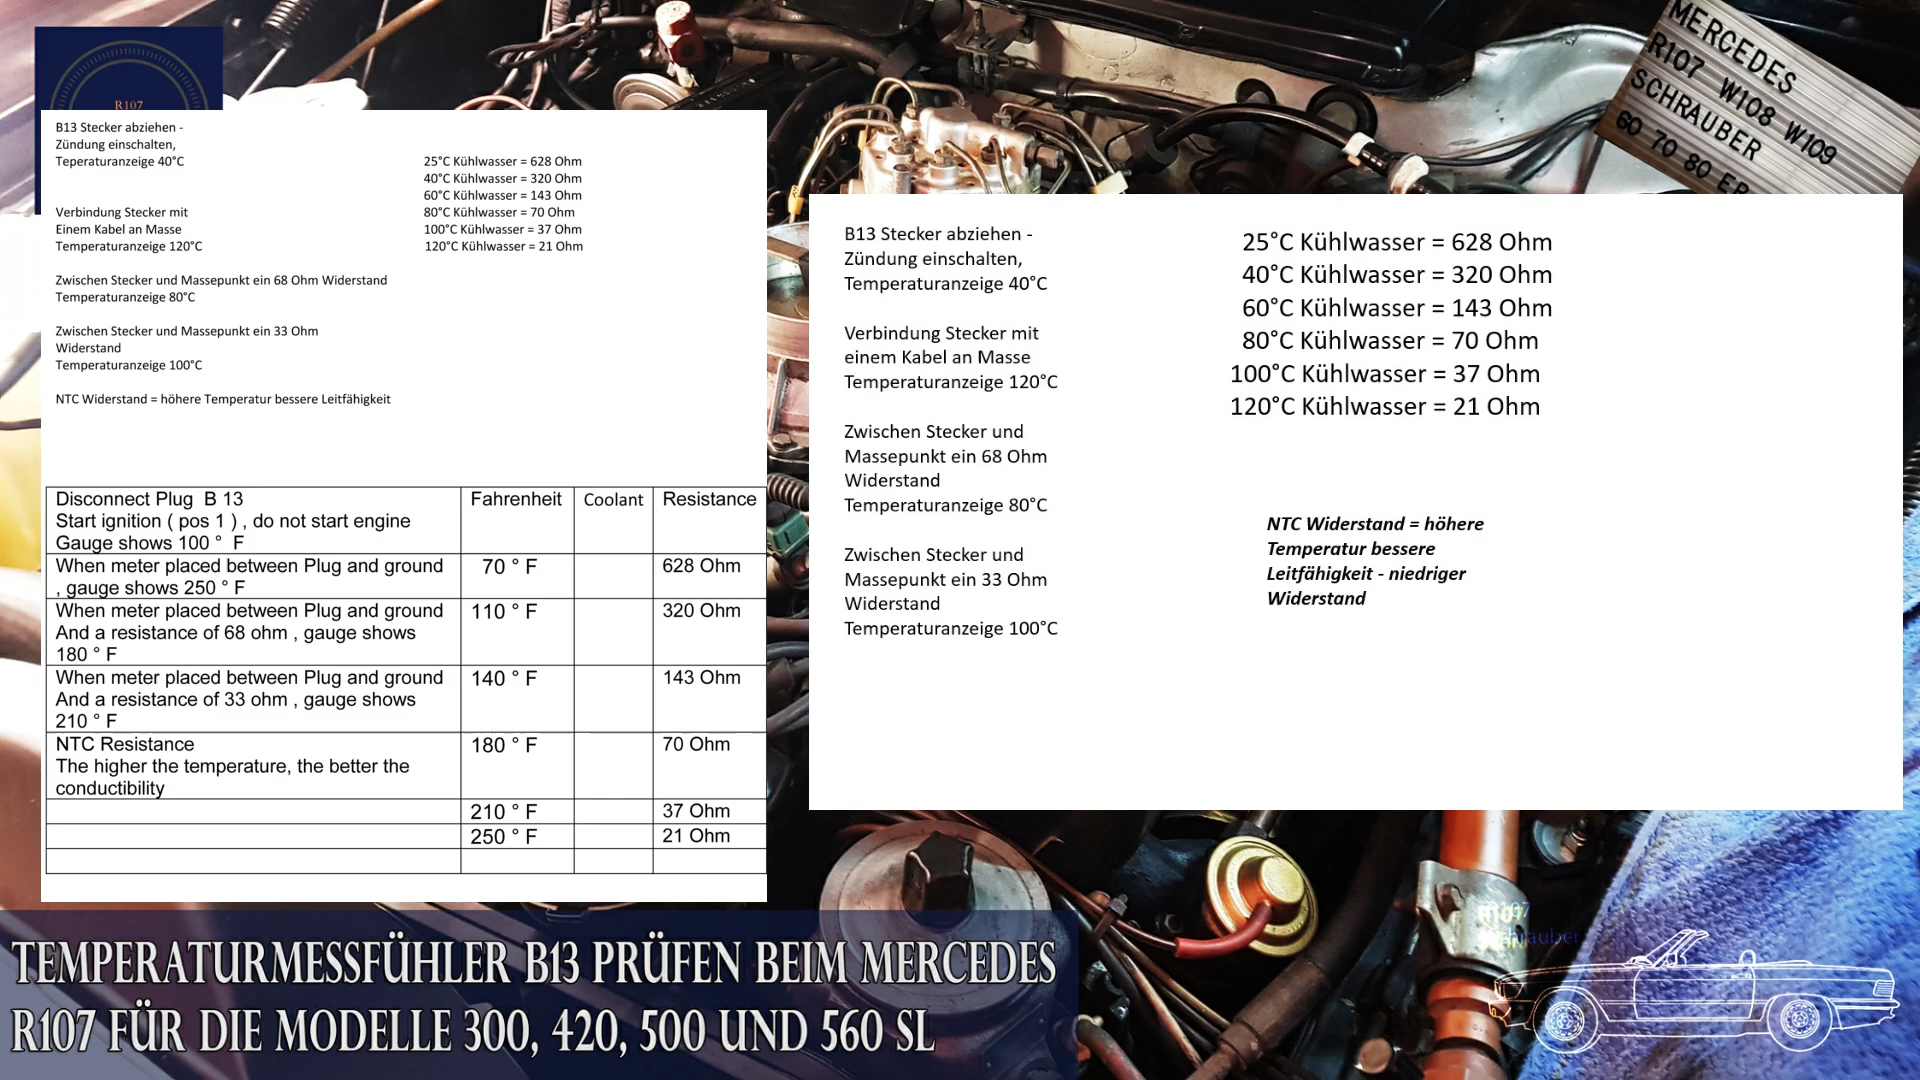 R107
MERCEDES
R107 W108 W109
SCHRAUBER
60 70 80 ER
B13 Stecker abziehen -
Zündung einschalten,
Teperaturanzeige 40°C
Verbindung Stecker mit
Einem Kabel an Masse
Temperaturanzeige 120°C
Zwischen Stecker und Massepunkt ein 68 Ohm Widerstand
Temperaturanzeige 80°C
Zwischen Stecker und Massepunkt ein 33 Ohm
Widerstand
Temperaturanzeige 100°C
NTC Widerstand = höhere Temperatur bessere Leitfähigkeit
25°C Kühlwasser = 628 Ohm
40°C Kühlwasser = 320 Ohm
60°C Kühlwasser = 143 Ohm
80°C Kühlwasser = 70 Ohm
100°C Kühlwasser = 37 Ohm
120°C Kühlwasser = 21 Ohm
Disconnect Plug B 13
Start ignition ( pos 1 ) , do not start engine
Gauge shows 100 ° F
Fahrenheit Coolant Resistance
When meter placed between Plug and ground
, gauge shows 250 ° F
70 ° F 628 Ohm
When meter placed between Plug and ground
And a resistance of 68 ohm , gauge shows
180 ° F
110 ° F 320 Ohm
When meter placed between Plug and ground
And a resistance of 33 ohm , gauge shows
210 ° F
140 ° F 143 Ohm
NTC Resistance
The higher the temperature, the better the
conductibility
180 ° F 70 Ohm
210 ° F 37 Ohm
250 ° F 21 Ohm
B13 Stecker abziehen -
Zündung einschalten,
Temperaturanzeige 40°C
Verbindung Stecker mit
einem Kabel an Masse
Temperaturanzeige 120°C
Zwischen Stecker und
Massepunkt ein 68 Ohm
Widerstand
Temperaturanzeige 80°C
Zwischen Stecker und
Massepunkt ein 33 Ohm
Widerstand
Temperaturanzeige 100°C
25°C Kühlwasser = 628 Ohm
40°C Kühlwasser = 320 Ohm
60°C Kühlwasser = 143 Ohm
80°C Kühlwasser = 70 Ohm
100°C Kühlwasser = 37 Ohm
120°C Kühlwasser = 21 Ohm
NTC Widerstand = höhere
Temperatur bessere
Leitfähigkeit - niedriger
Widerstand
R107
Schrauber
TEMPERATURMESSFÜHLER B13 PRÜFEN BEIM MERCEDES
R107 FÜR DIE MODELLE 300, 420, 500 UND 560 SL